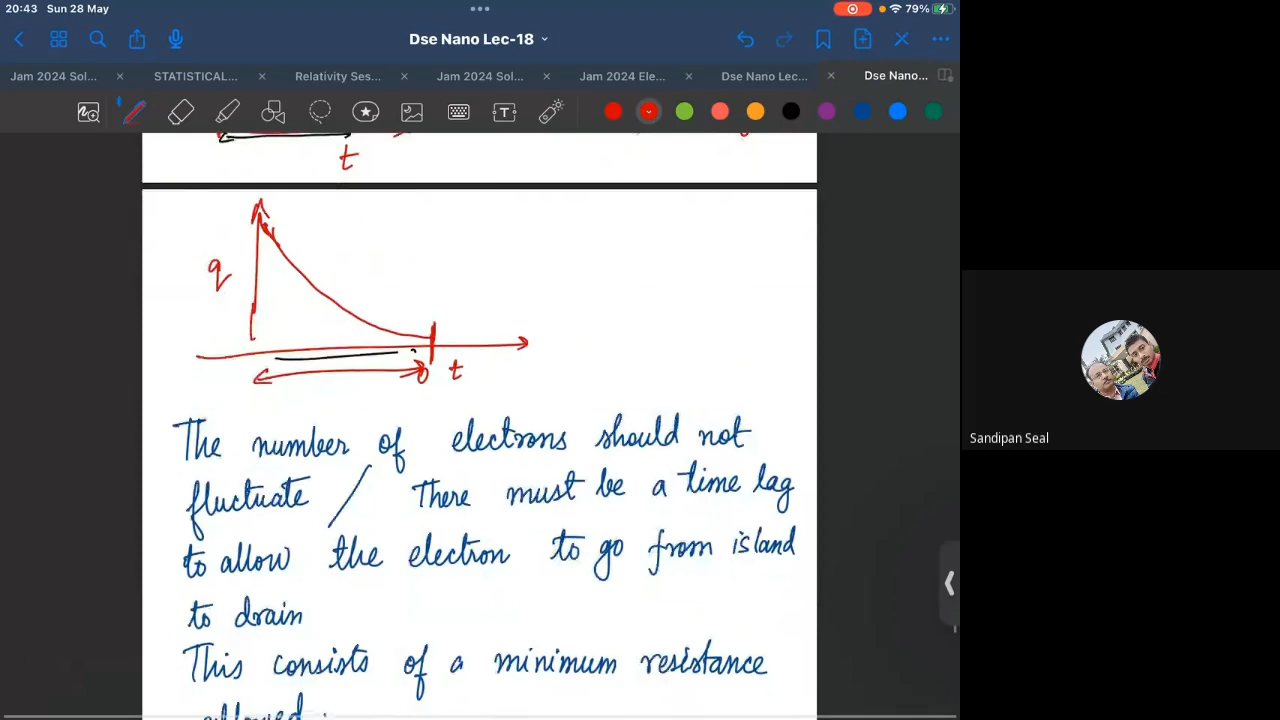 20:43 Sun 28 May
79%
Dse Nano Lec-18
Jam 2024 Sol...
STATISTICAL...
Relativity Ses...
Jam 2024 Sol...
Jam 2024 Ele...
Dse Nano Lec...
Dse Nano...
t
q
t
The number of electrons should not
fluctuate / There must be a time lag
to allow the electron to go from island
to drain
This consists of a minimum resistance
allowed.
Sandipan Seal